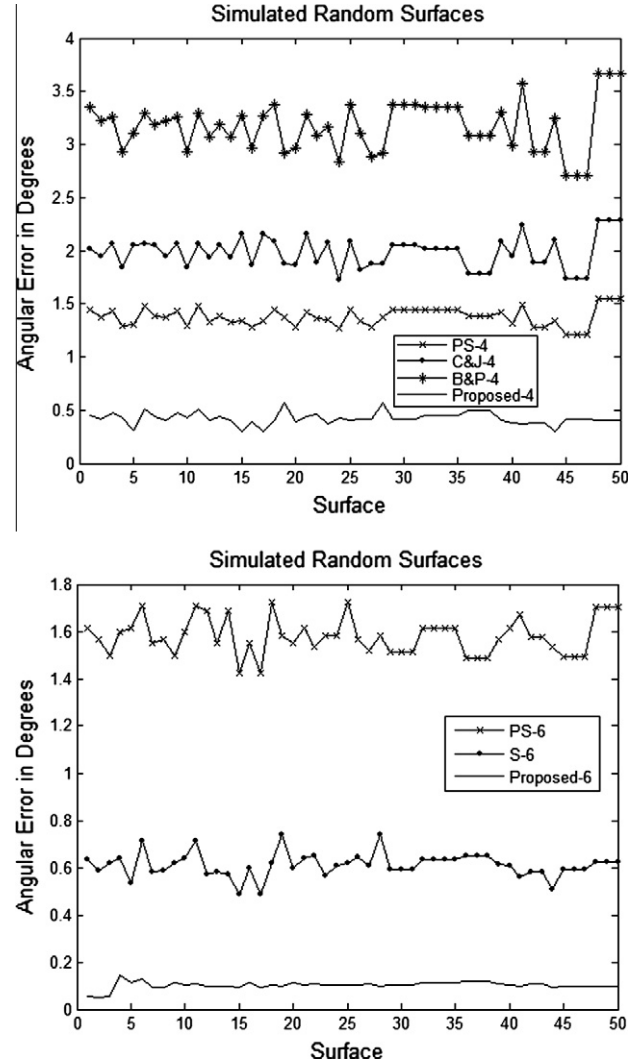 Simulated Random Surfaces
4
3.5
3
2.5
2
1.5
1
0.5
0
Angular Error in Degrees
PS-4
C&J-4
B&P-4
Proposed-4
0 5 10 15 20 25 30 35 40 45 50
Surface
Simulated Random Surfaces
1.8
1.6
1.4
1.2
1
0.8
0.6
0.4
0.2
0
Angular Error in Degrees
PS-6
S-6
Proposed-6
0 5 10 15 20 25 30 35 40 45 50
Surface